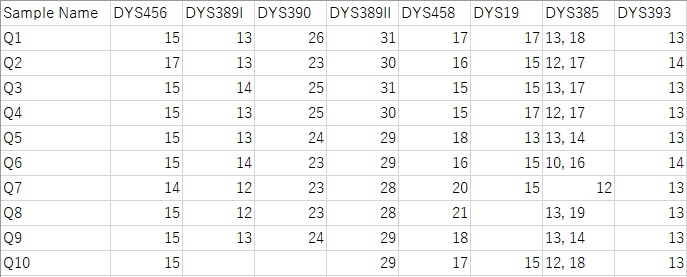 Sample Name DYS456 DYS389I DYS390 DYS389II DYS458 DYS19 DYS385 DYS393
Q1 15 13 26 31 17 17 13, 18 13
Q2 17 13 23 30 16 15 12, 17 14
Q3 15 14 25 31 15 15 13, 17 13
Q4 15 13 25 30 15 17 12, 17 13
Q5 15 13 24 29 18 13 13, 14 13
Q6 15 14 23 29 16 15 10, 16 14
Q7 14 12 23 28 20 15 12 13
Q8 15 12 23 28 21 13, 19 13
Q9 15 13 24 29 18 13, 14 13
Q10 15 29 17 15 12, 18 13